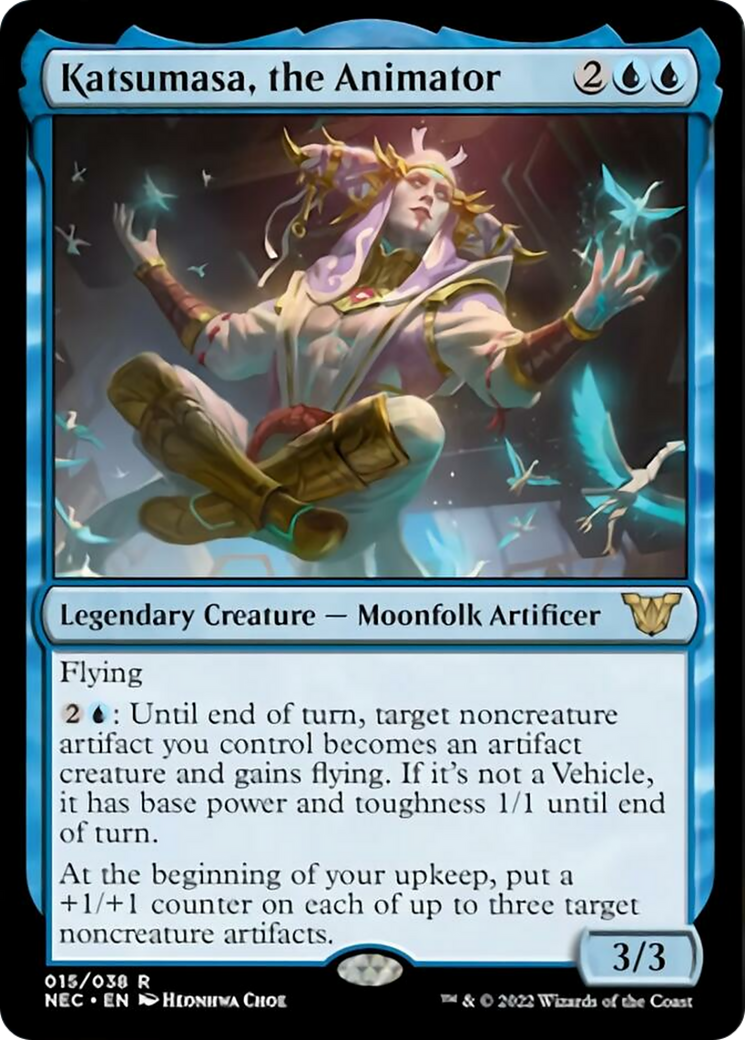 Katsumasa, the Animator 2
Legendary Creature — Moonfolk Artificer
Flying
2 : Until end of turn, target noncreature
artifact you control becomes an artifact
creature and gains flying. If it's not a Vehicle,
it has base power and toughness 1/1 until end
of turn.
At the beginning of your upkeep, put a
+1/+1 counter on each of up to three target
noncreature artifacts.
3/3
015/038 R
NEC • EN Hednhwa Choe
™ & © 2022 Wizards of the Coast